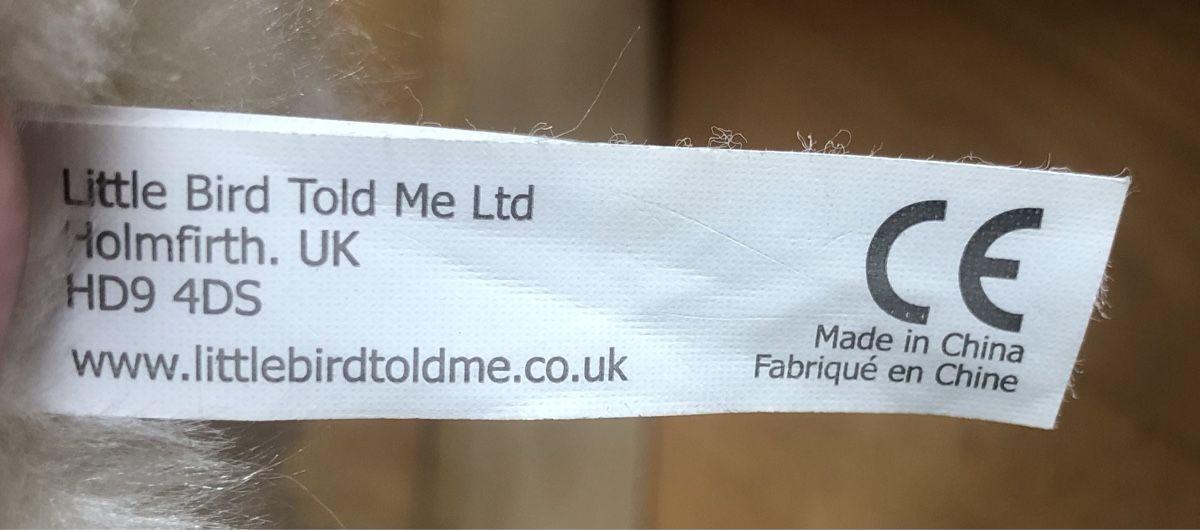 Little Bird Told Me Ltd
Holmfirth. UK
HD9 4DS
www.littlebirdtoldme.co.uk
CE
Made in China
Fabriqué en Chine